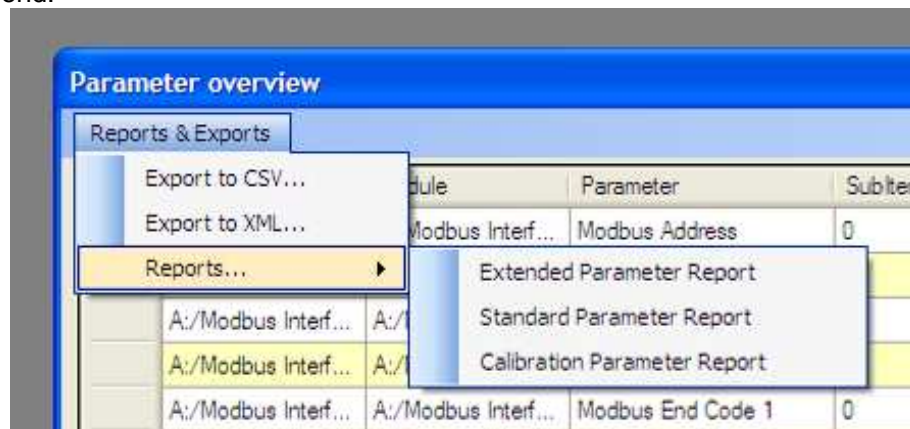 Parameter overview
Reports & Exports
Export to CSV...
dule Parameter SubIte
Export to XML...
Modbus Interf... Modbus Address 0
Reports...
Extended Parameter Report
Standard Parameter Report
A:/Modbus Interf... A:/
Calibration Parameter Report
A:/Modbus Interf... A:/
A:/Modbus Interf... A:/Modbus Interf... Modbus End Code 1 0